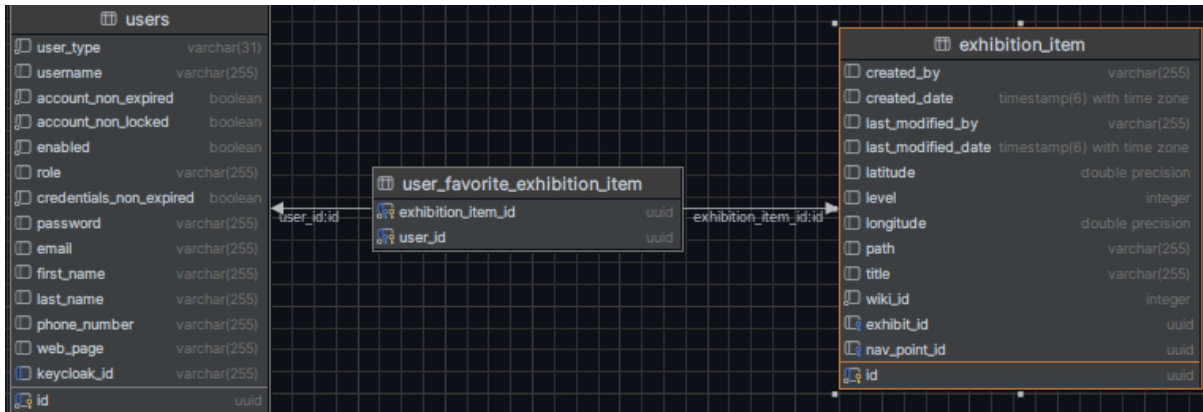 users
user_type varchar(31)
username varchar(255)
account_non_expired boolean
account_non_locked boolean
enabled boolean
role varchar(255)
credentials_non_expired boolean
password varchar(255)
email varchar(255)
first_name varchar(255)
last_name varchar(255)
phone_number varchar(255)
web_page varchar(255)
keycloak_id varchar(255)
id uuid
user_id:id
user_favorite_exhibition_item
exhibition_item_id uuid
user_id uuid
exhibition_item_id:id
exhibition_item
created_by varchar(255)
created_date timestamp(6) with time zone
last_modified_by varchar(255)
last_modified_date timestamp(6) with time zone
latitude double precision
level integer
longitude double precision
path varchar(255)
title varchar(255)
wiki_id integer
exhibit_id uuid
nav_point_id uuid
id uuid